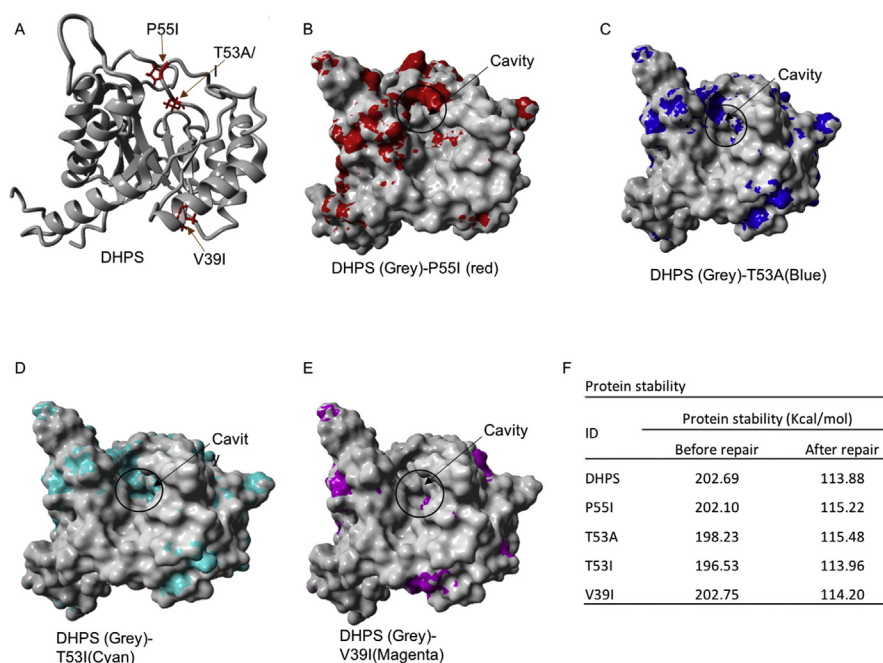 A
P55I
T53A/
I
DHPS
V39I
B
Cavity
DHPS (Grey)-P55I (red)
C
Cavity
DHPS (Grey)-T53A(Blue)
D
Cavit
y
DHPS (Grey)-
T53I(Cyan)
E
Cavity
DHPS (Grey)-
V39I(Magenta)
F
Protein stability
ID
Protein stability (Kcal/mol)
Before repair After repair
DHPS 202.69 113.88
P55I 202.10 115.22
T53A 198.23 115.48
T53I 196.53 113.96
V39I 202.75 114.20